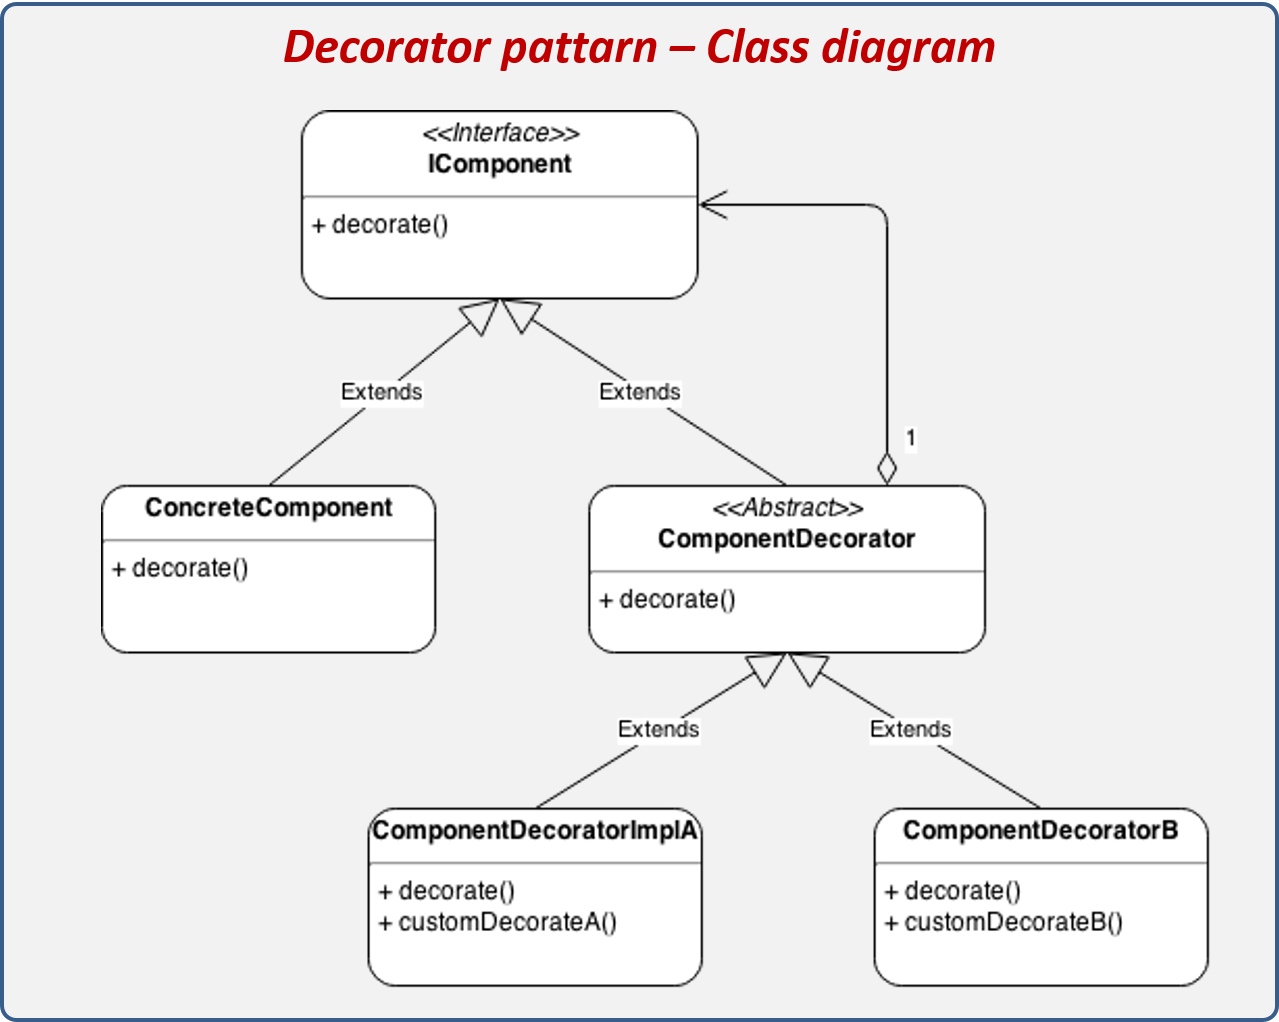 Decorator pattarn – Class diagram
<<Interface>>
IComponent
+ decorate()
Extends
Extends
1
ConcreteComponent
+ decorate()
<<Abstract>>
ComponentDecorator
+ decorate()
Extends
Extends
ComponentDecoratorImplA
+ decorate()
+ customDecorateA()
ComponentDecoratorB
+ decorate()
+ customDecorateB()